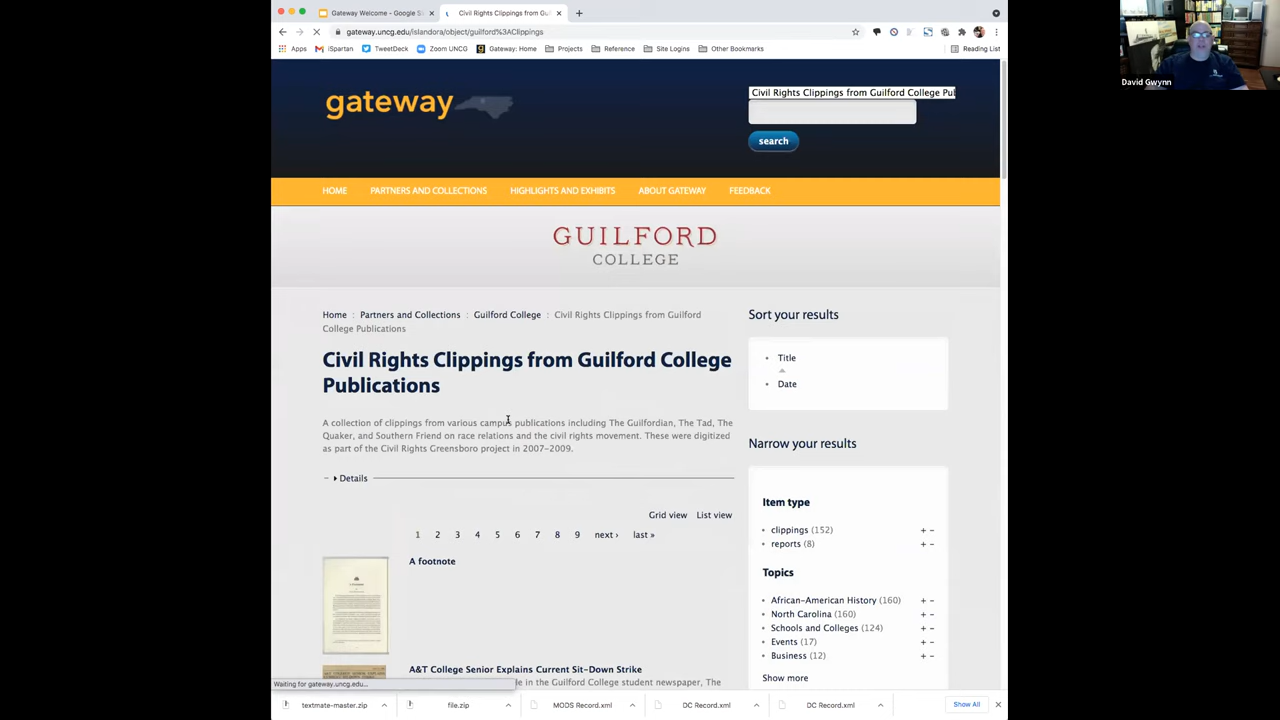 Gateway Welcome - Google S
Civil Rights Clippings from Gui
gateway.uncg.edu/islandora/object/guilford%3AClippings
Apps
iSpartan
TweetDeck
Zoom UNCG
Gateway: Home
Projects
Reference
Site Logins
Other Bookmarks
Reading List
David Gwynn
gateway
Civil Rights Clippings from Guilford College Pul
search
HOME
PARTNERS AND COLLECTIONS
HIGHLIGHTS AND EXHIBITS
ABOUT GATEWAY
FEEDBACK
GUILFORD
COLLEGE
Home : Partners and Collections : Guilford College : Civil Rights Clippings from Guilford
College Publications
Civil Rights Clippings from Guilford College
Publications
A collection of clippings from various campus publications including The Guilfordian, The Tad, The
Quaker, and Southern Friend on race relations and the civil rights movement. These were digitized
as part of the Civil Rights Greensboro project in 2007-2009.
Details
Grid view List view
1 2 3 4 5 6 7 8 9 next › last »
A footnote
A&T College Senior Explains Current Sit-Down Strike
le in the Guilford College student newspaper, The
Sort your results
Title
Date
Narrow your results
Item type
clippings (152) + -
reports (8) + -
Topics
African-American History (160) + -
North Carolina (160) + -
Schools and Colleges (124) + -
Events (17) + -
Business (12) + -
Show more
Waiting for gateway.uncg.edu...
textmate-master.zip
file.zip
MODS Record.xml
DC Record.xml
DC Record.xml
Show All